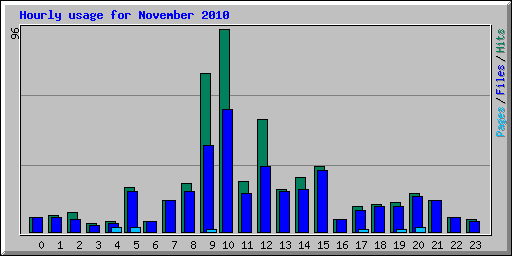 Hourly usage for November 2010
96
Pages/Files/Hits
0 1 2 3 4 5 6 7 8 9 10 11 12 13 14 15 16 17 18 19 20 21 22 23